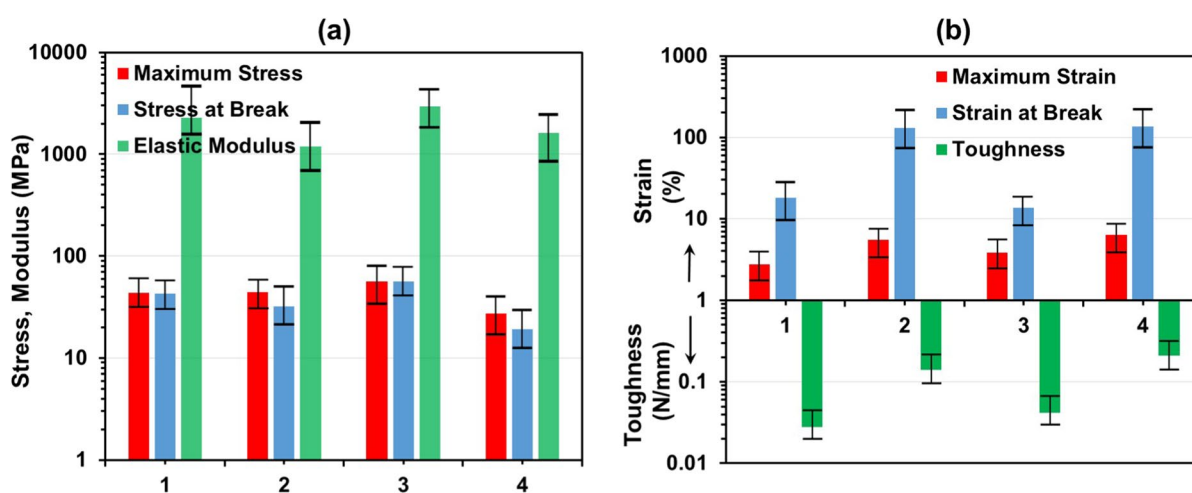 (a)
Stress, Modulus (MPa)
10000
1000
100
10
1
Maximum Stress
Stress at Break
Elastic Modulus
1 2 3 4
(b)
Strain
(%)
Toughness
(N/mm)
1000
100
10
1
0.1
0.01
Maximum Strain
Strain at Break
Toughness
1 2 3 4